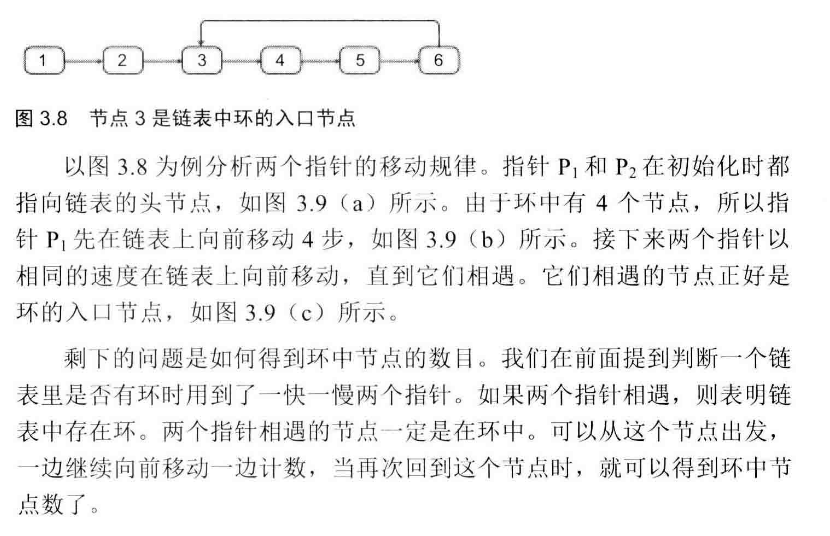 1 2 3 4 5 6
图 3.8 节点 3 是链表中环的入口节点
以图 3.8 为例分析两个指针的移动规律。指针 P₁和 P₂在初始化时都
指向链表的头节点，如图 3.9（a）所示。由于环中有 4 个节点，所以指
针 P₁先在链表上向前移动 4 步，如图 3.9（b）所示。接下来两个指针以
相同的速度在链表上向前移动，直到它们相遇。它们相遇的节点正好是
环的入口节点，如图 3.9（c）所示。
剩下的问题是如何得到环中节点的数目。我们在前面提到判断一个链
表里是否有环时用到了一快一慢两个指针。如果两个指针相遇，则表明链
表中存在环。两个指针相遇的节点一定是在环中。可以从这个节点出发，
一边继续向前移动一边计数，当再次回到这个节点时，就可以得到环中节
点数了。